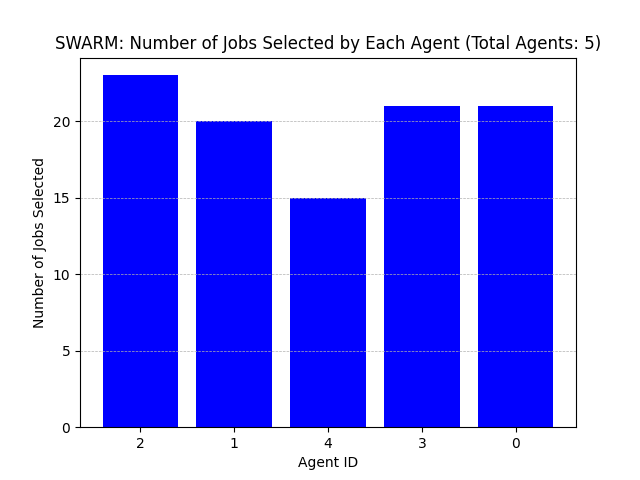 SWARM: Number of Jobs Selected by Each Agent (Total Agents: 5)
Number of Jobs Selected
20
15
10
5
0
2 1 4 3 0
Agent ID